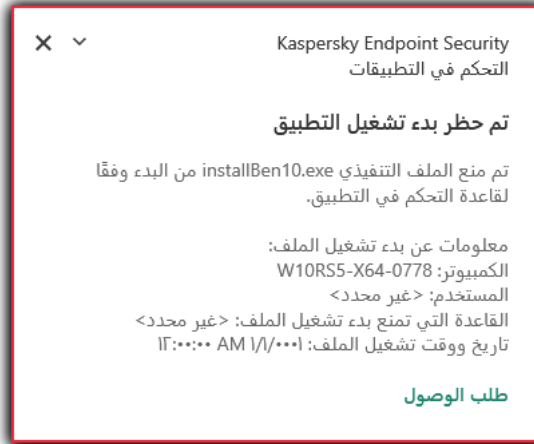 Kaspersky Endpoint Security
التحكم في التطبيقات
تم حظر بدء تشغيل التطبيق
تم منع الملف التنفيذي installBen10.exe من البدء وفقًا
لقاعدة التحكم في التطبيق.
معلومات عن بدء تشغيل الملف:
الكمبيوتر: W10RS5-X64-0778
المستخدم: <غير محدد>
القاعدة التي تمنع بدء تشغيل الملف: <غير محدد>
تاريخ ووقت تشغيل الملف: ١/١/٠٠٠١ ١٢:٠٠:٠٠ AM
طلب الوصول